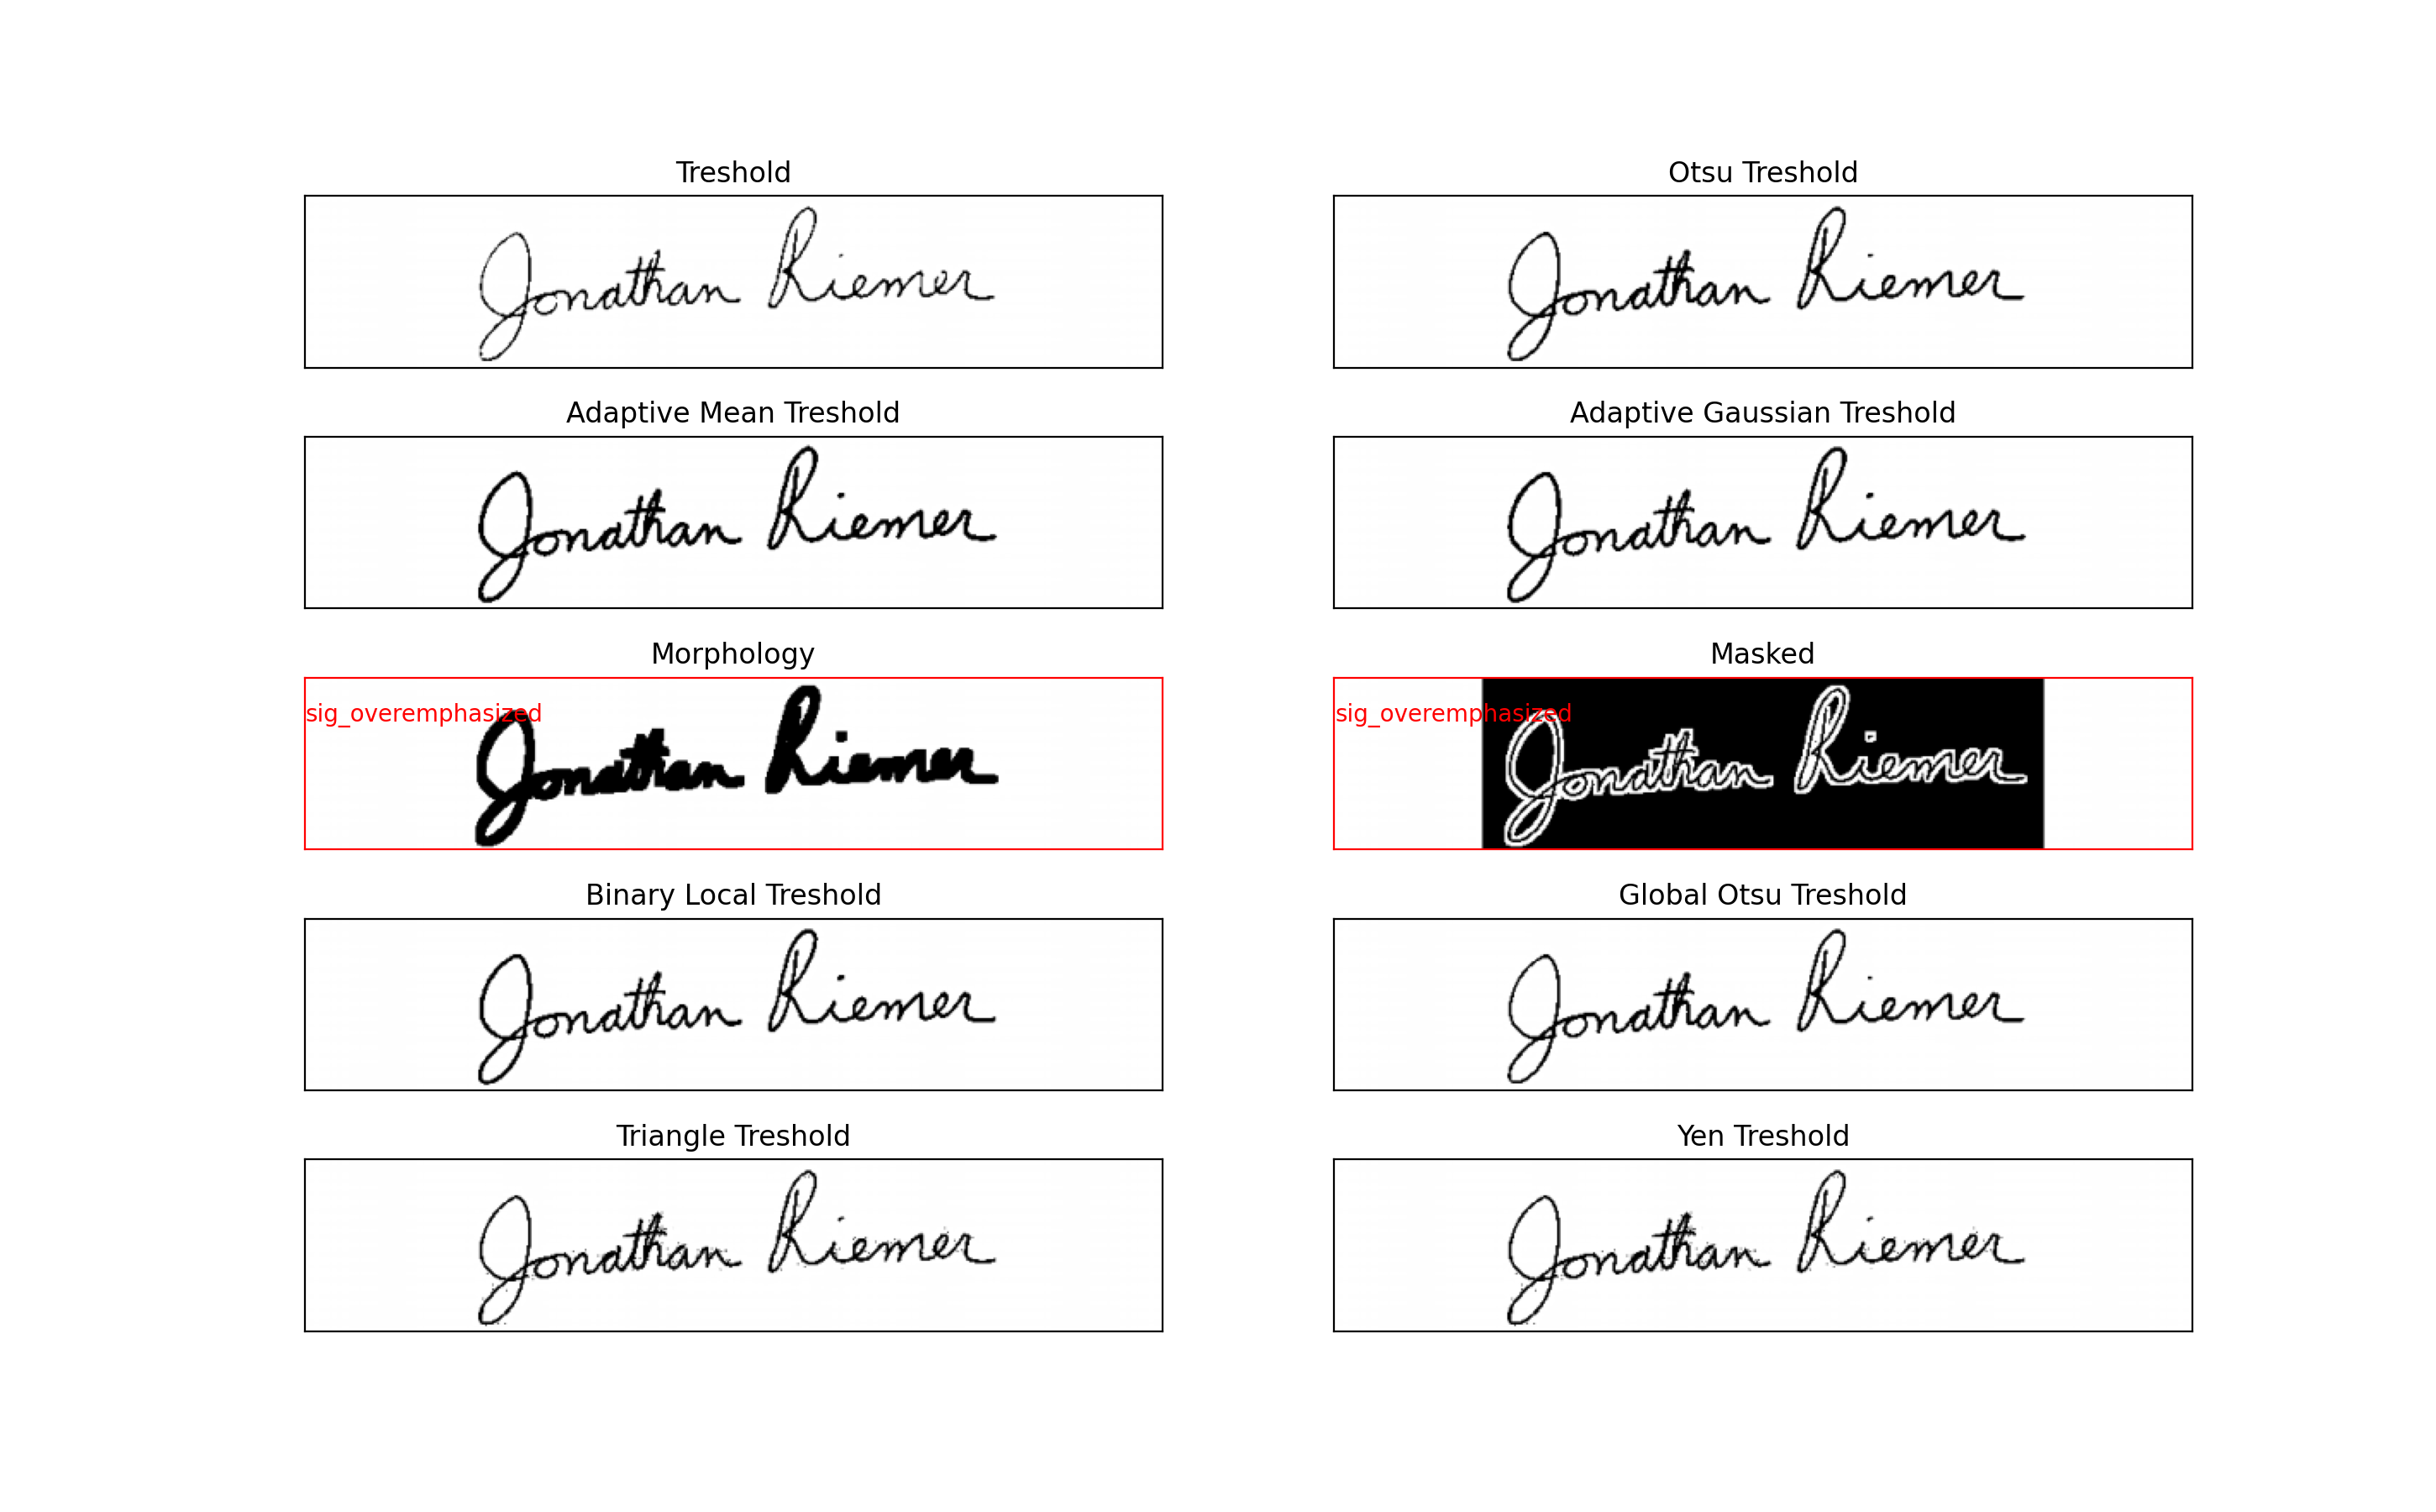 Treshold
Otsu Treshold
Jonathan Riemer
Jonathan Riemer
Adaptive Mean Treshold
Adaptive Gaussian Treshold
Jonathan Riemer
Jonathan Riemer
Morphology
Masked
sig_overemphasized
sig_overemphasized
Jonathan Riemer
Jonathan Riemer
Binary Local Treshold
Global Otsu Treshold
Jonathan Riemer
Jonathan Riemer
Triangle Treshold
Yen Treshold
Jonathan Riemer
Jonathan Riemer